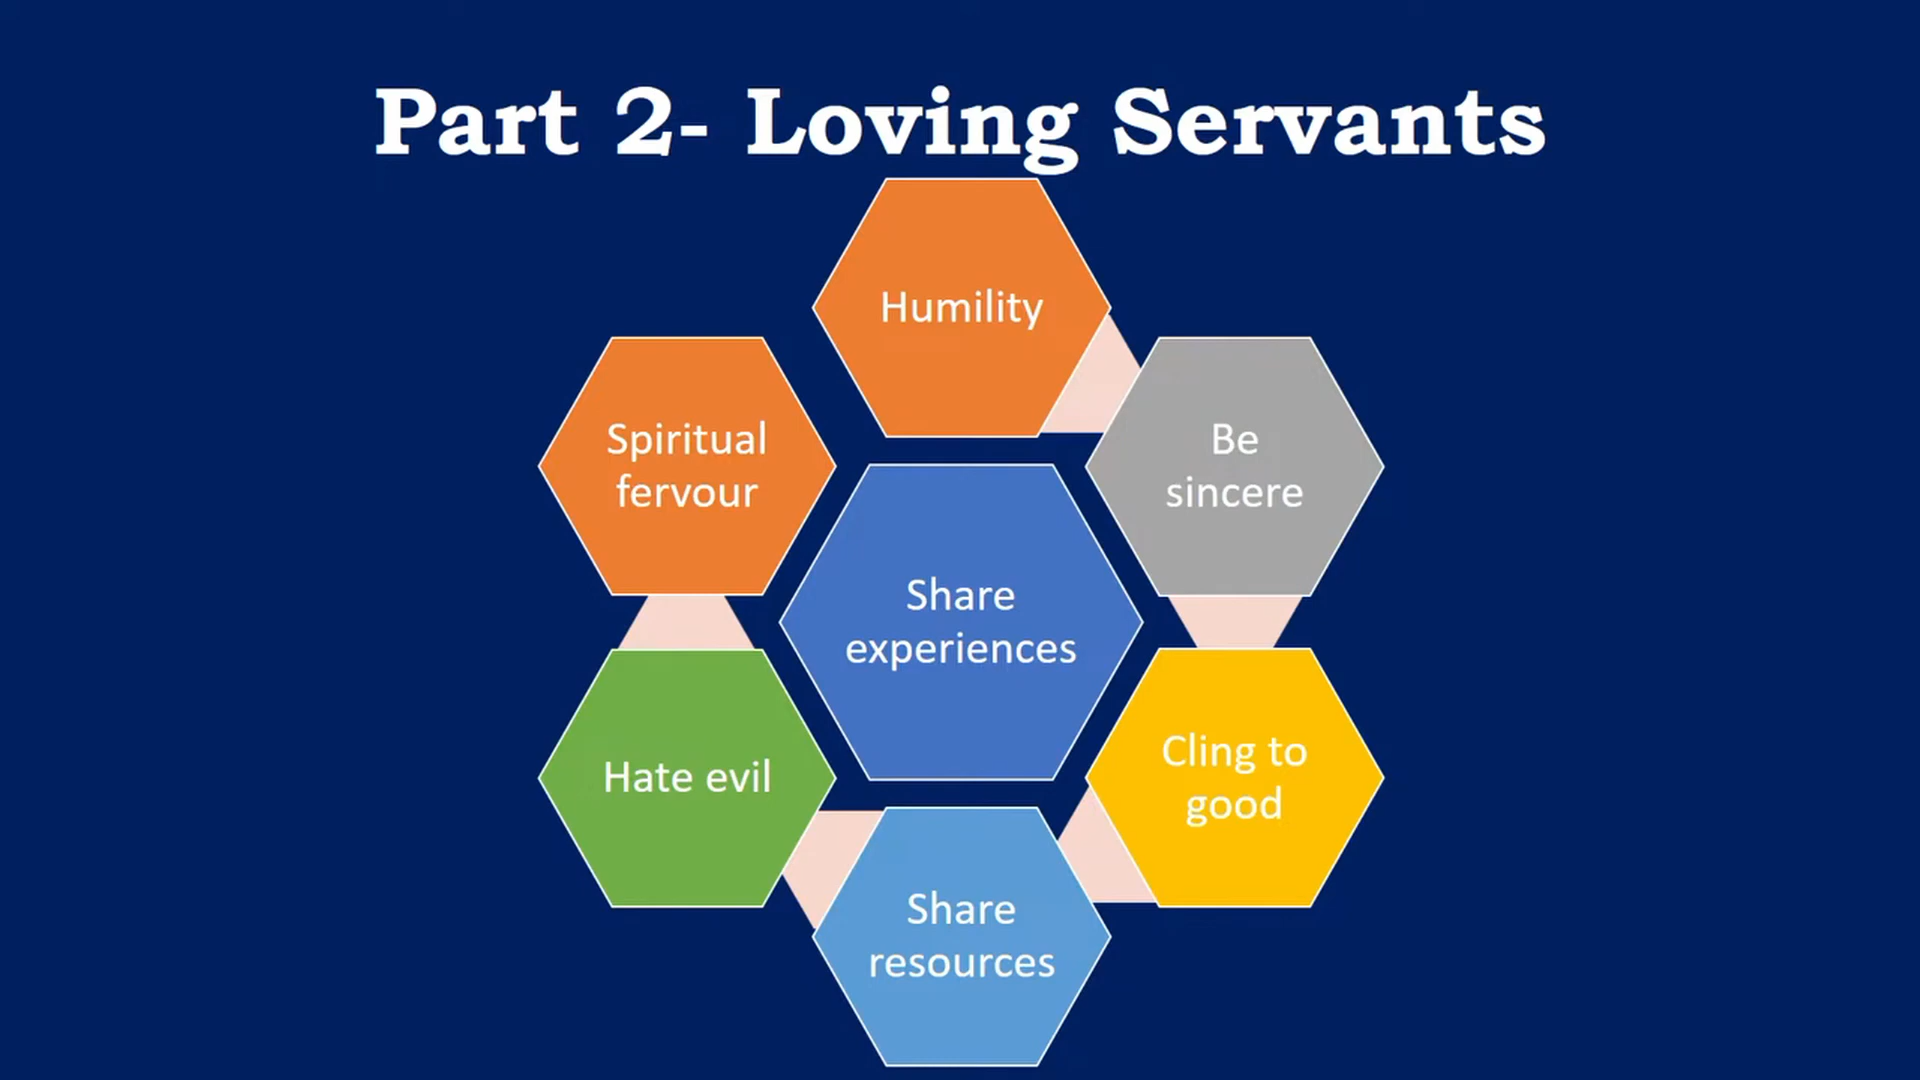 Part 2- Loving Servants
Humility
Spiritual
fervour
Be
sincere
Share
experiences
Hate evil
Cling to
good
Share
resources